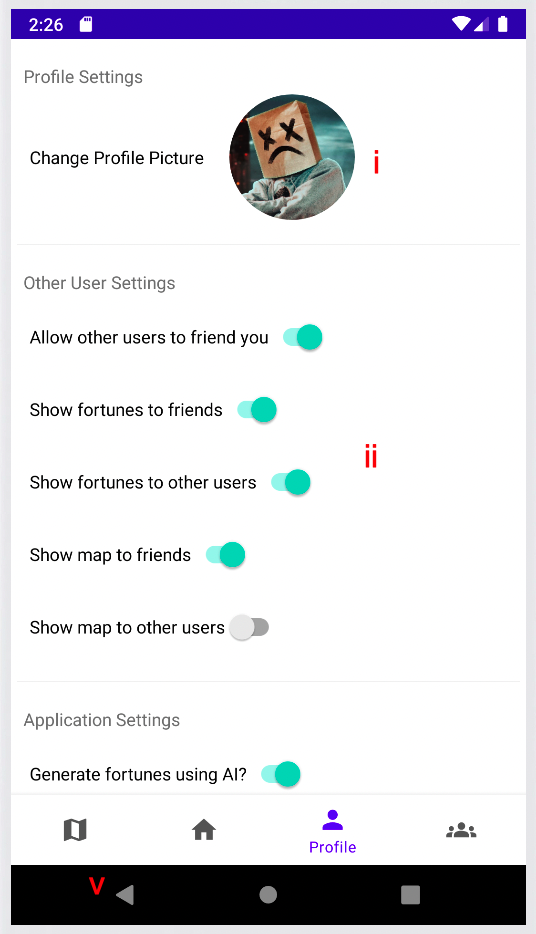 2:26
Profile Settings
Change Profile Picture
i
Other User Settings
Allow other users to friend you
Show fortunes to friends
ii
Show fortunes to other users
Show map to friends
Show map to other users
Application Settings
Generate fortunes using AI?
Profile
v